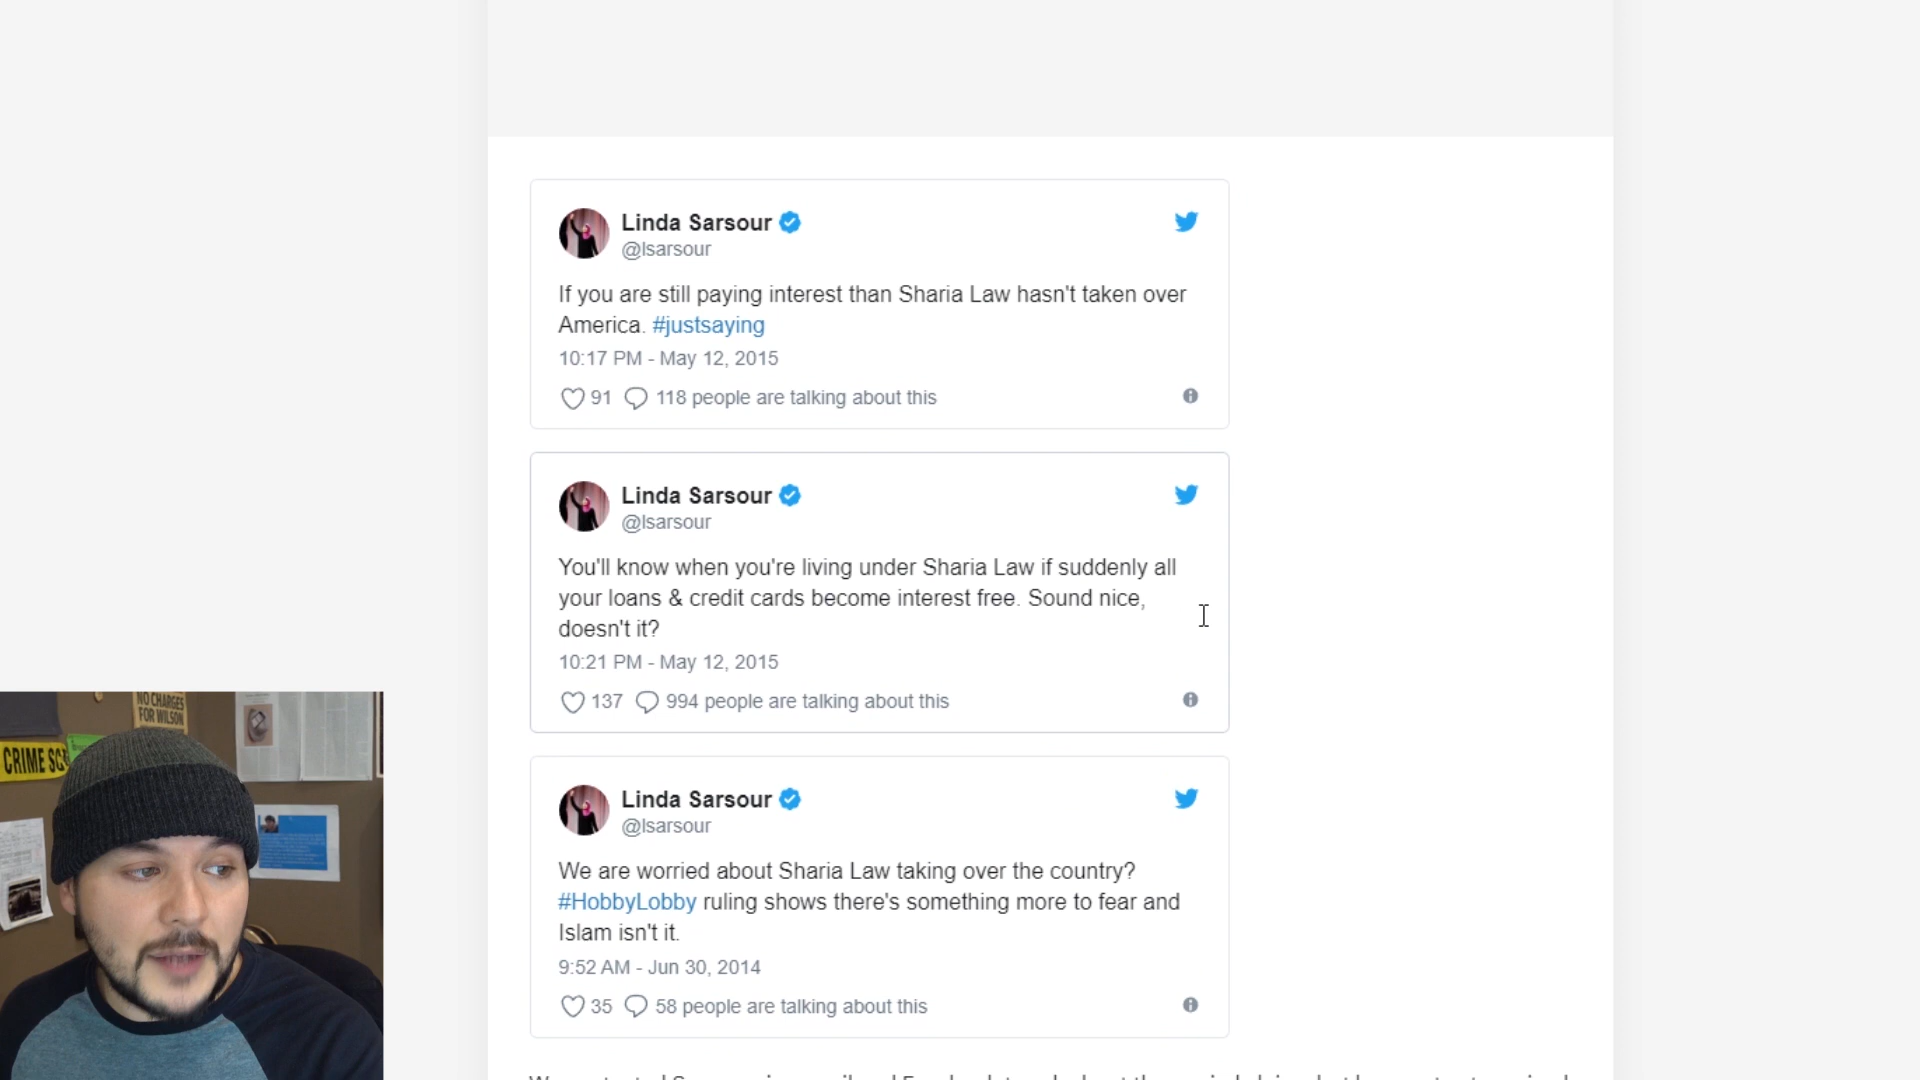 Linda Sarsour
@lsarsour
If you are still paying interest than Sharia Law hasn't taken over
America. #justsaying
10:17 PM - May 12, 2015
91 118 people are talking about this
Linda Sarsour
@lsarsour
You'll know when you're living under Sharia Law if suddenly all
your loans & credit cards become interest free. Sound nice,
doesn't it?
10:21 PM - May 12, 2015
137 994 people are talking about this
Linda Sarsour
@lsarsour
We are worried about Sharia Law taking over the country?
#HobbyLobby ruling shows there's something more to fear and
Islam isn't it.
9:52 AM - Jun 30, 2014
35 58 people are talking about this
NO CHARGES
FOR WILSON
CRIME